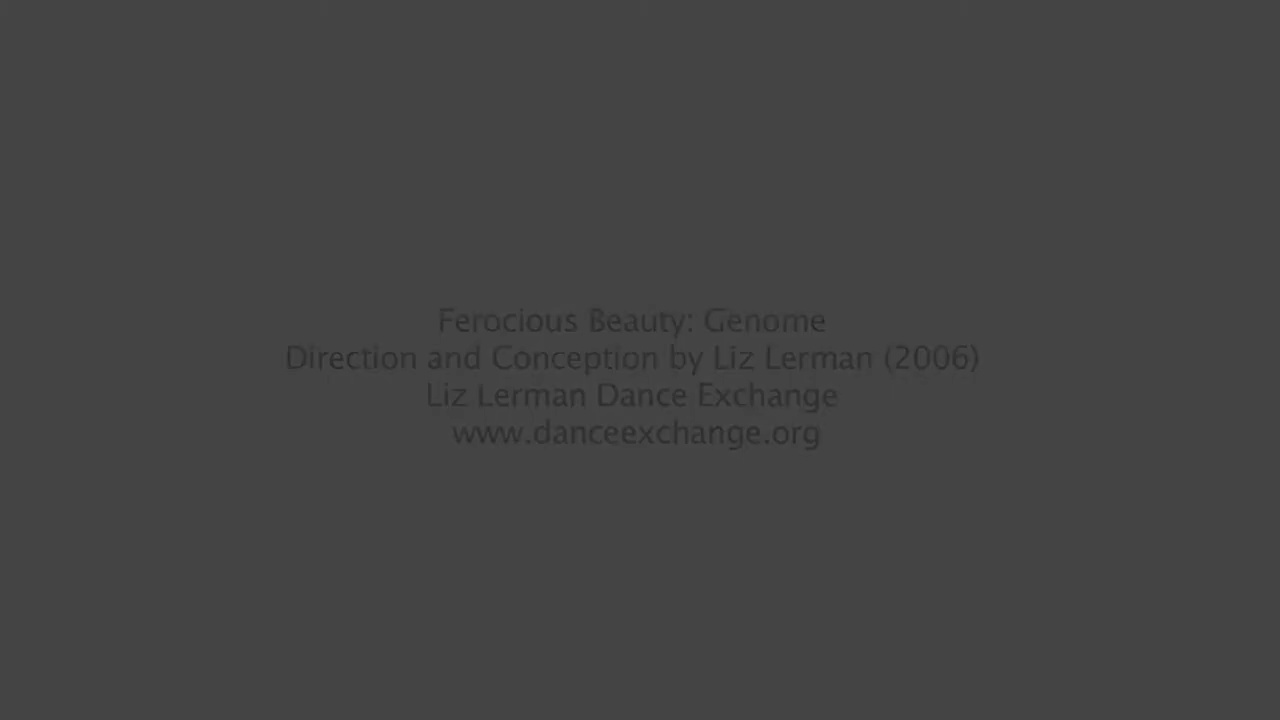 Ferocious Beauty: Genome
Direction and Conception by Liz Lerman (2006)
Liz Lerman Dance Exchange
www.danceexchange.org